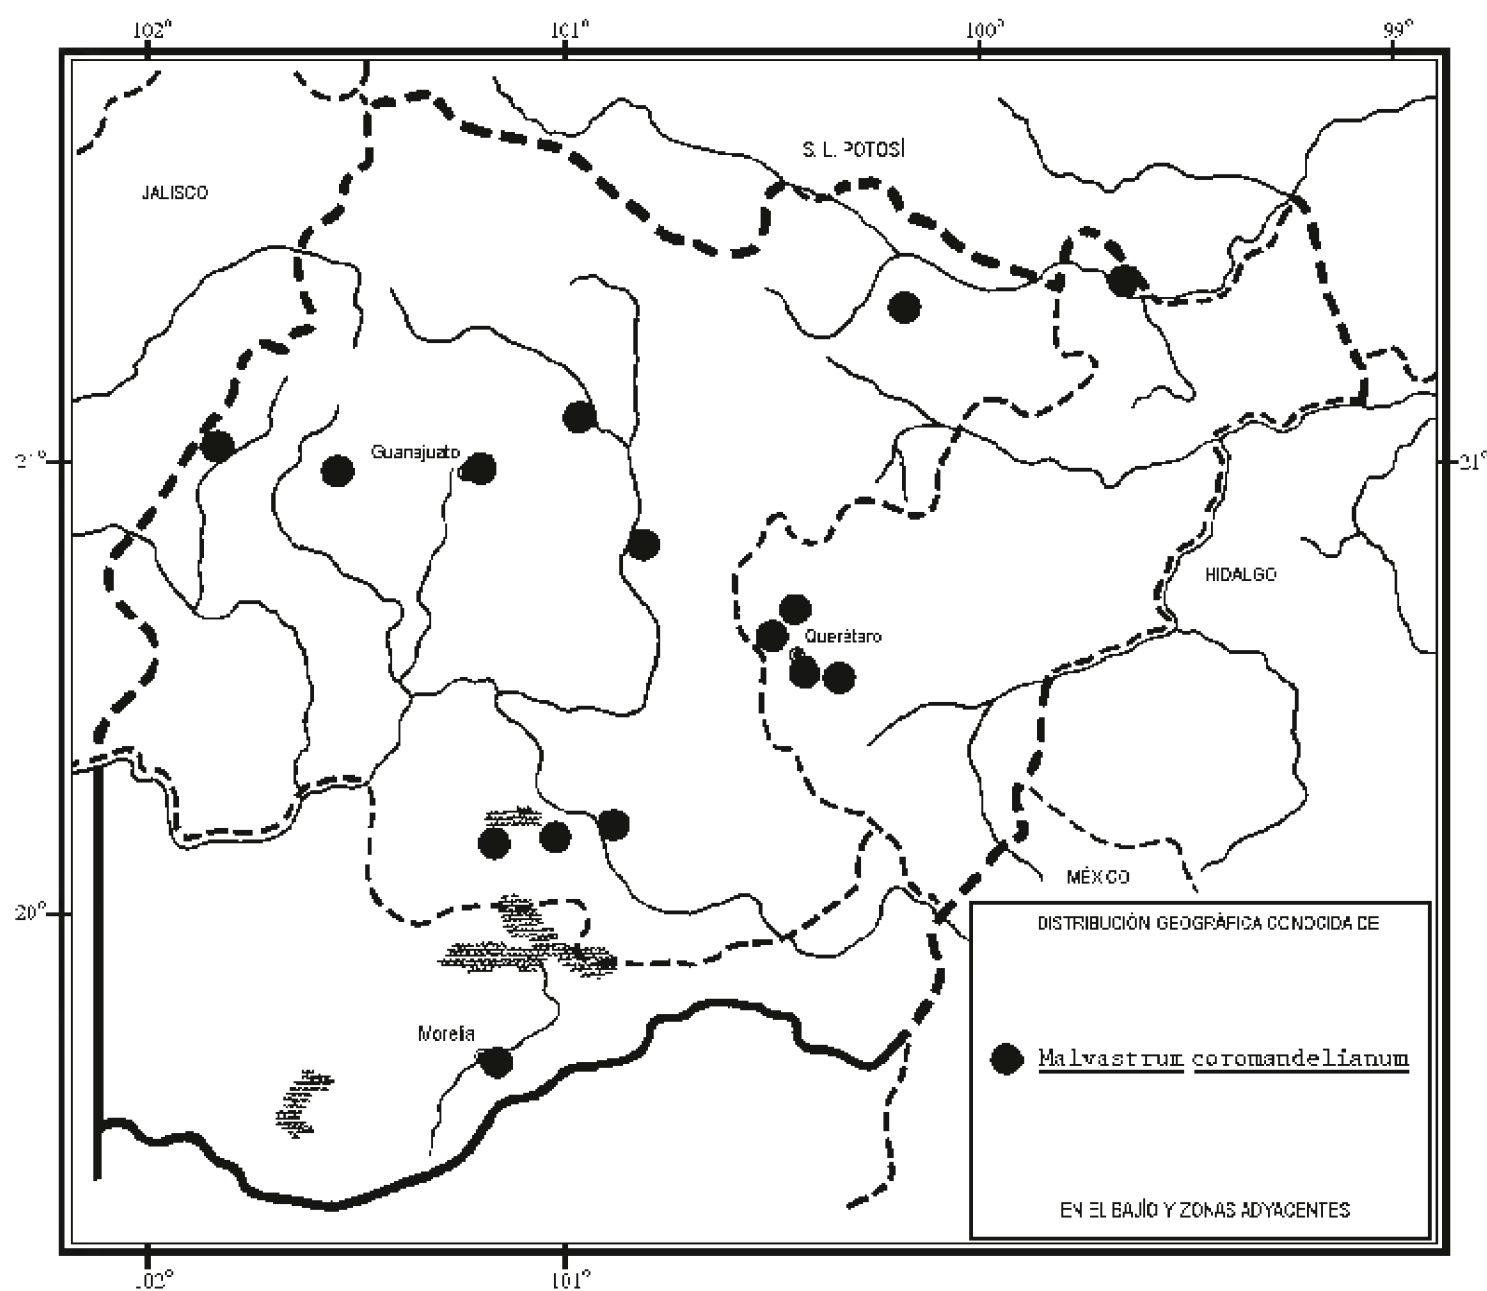 102° 101° 100° 99°
S. L. POTOSÍ
JALISCO
Guanajuato
21° 21°
HIDALGO
Querétaro
MÉXICO
20°
DISTRIBUCIÓN GEOGRÁFICA CONOCIDA DE
Morelia
Malvastrum coromandelianum
EN EL BAJÍO Y ZONAS ADYACENTES
102° 101°